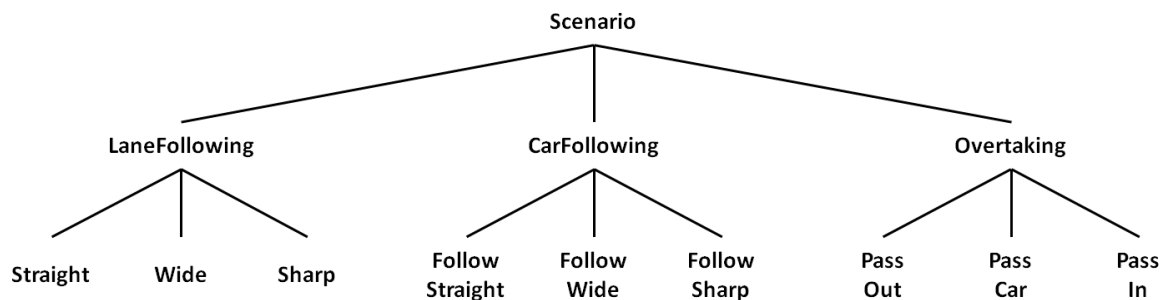 Scenario
LaneFollowing CarFollowing Overtaking
Straight Wide Sharp
Follow Straight
Follow Wide
Follow Sharp
Pass Out
Pass Car
Pass In